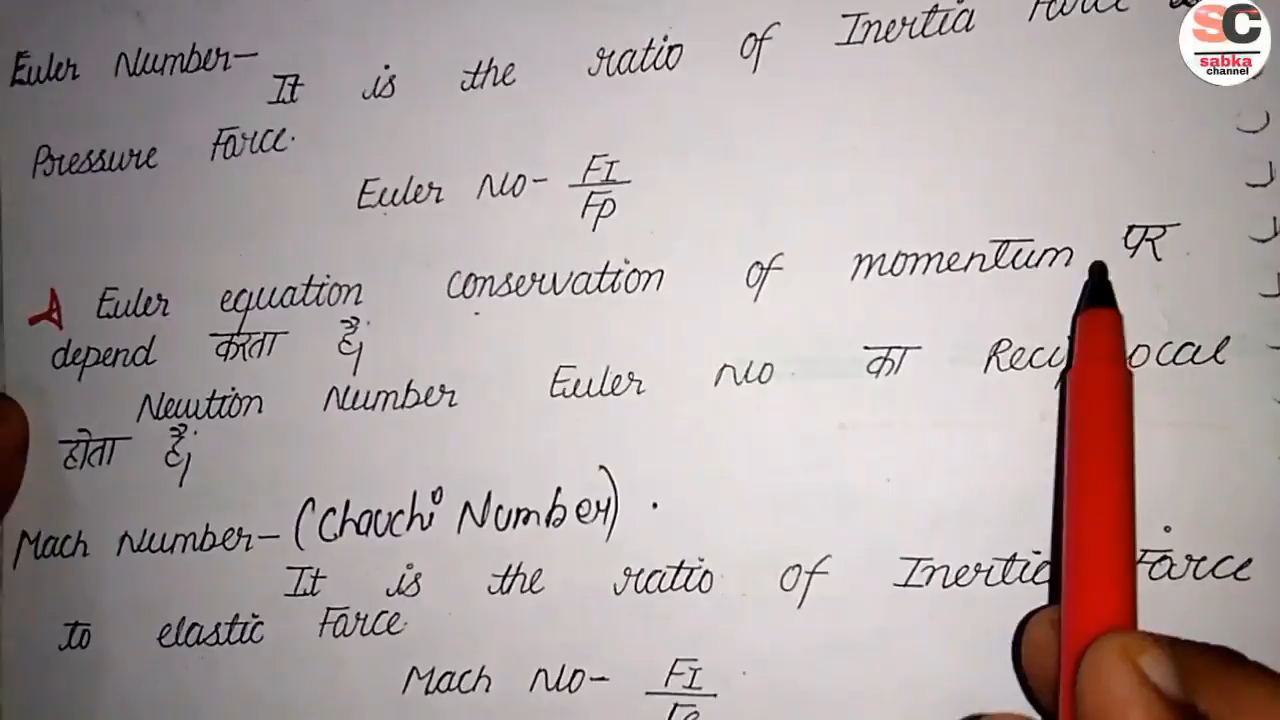 Euler Number- It is the ratio of Inertia Force
Pressure Force.
Euler no- FI
Fp
Euler equation conservation of momentum पर
depend करता है।
Newtion Number Euler no का
होता है।
Mach Number- (Chauchi Number).
It is the ratio of Inertia Force
to elastic Force
Mach no- FI
SC
sabka
channel